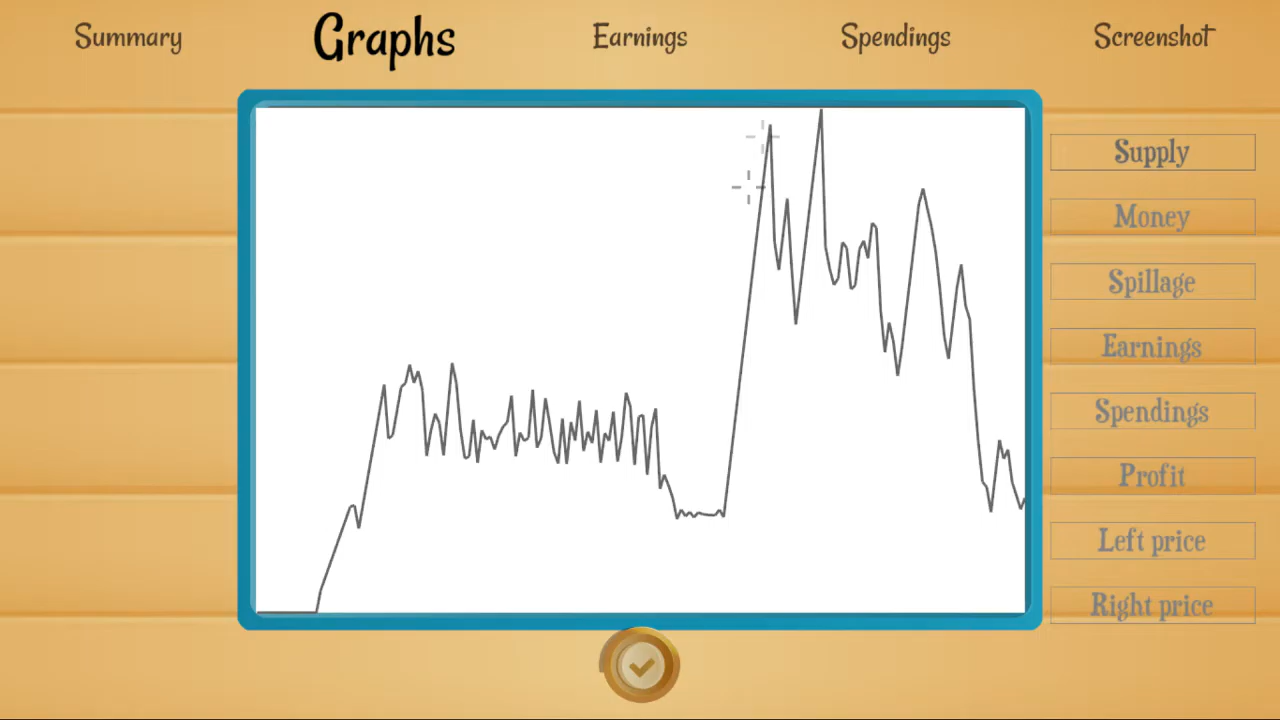 Summary
Graphs
Earnings
Spendings
Screenshot
Supply
Money
Spillage
Earnings
Spendings
Profit
Left price
Right price